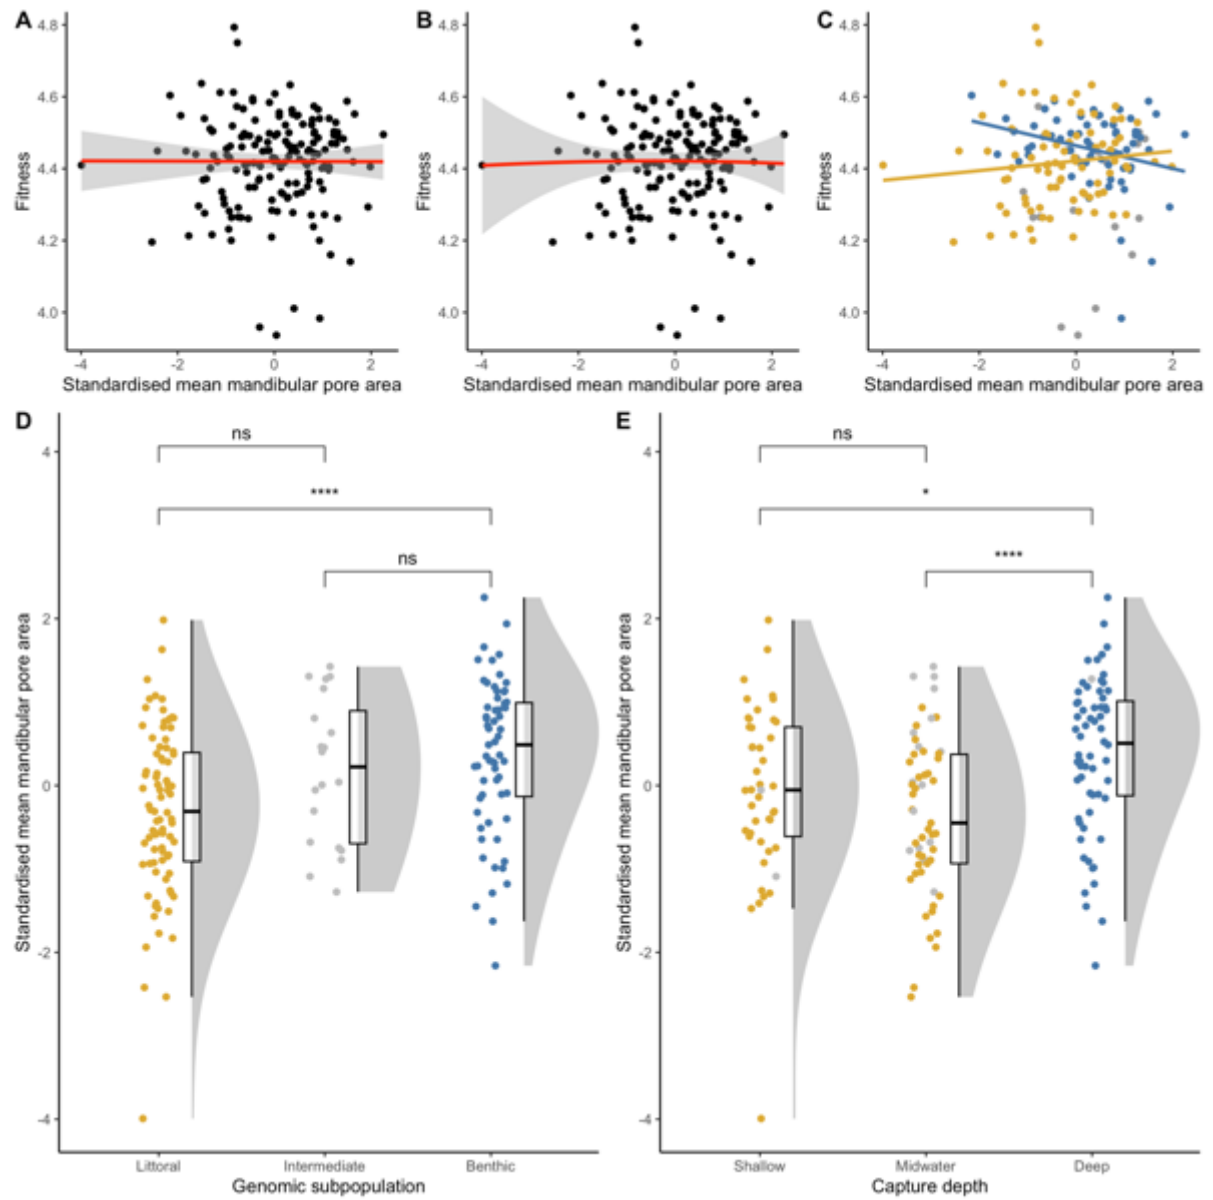 A
B
C
4.8
4.6
4.4
4.2
4.0
Fitness
-4
-2
0
2
Standardised mean mandibular pore area
4.8
4.6
4.4
4.2
4.0
Fitness
-4
-2
0
2
Standardised mean mandibular pore area
4.8
4.6
4.4
4.2
4.0
Fitness
-4
-2
0
2
Standardised mean mandibular pore area
D
ns
****
ns
4
2
0
-2
-4
Standardised mean mandibular pore area
Littoral
Intermediate
Benthic
Genomic subpopulation
E
ns
*
****
4
2
0
-2
-4
Standardised mean mandibular pore area
Shallow
Midwater
Deep
Capture depth